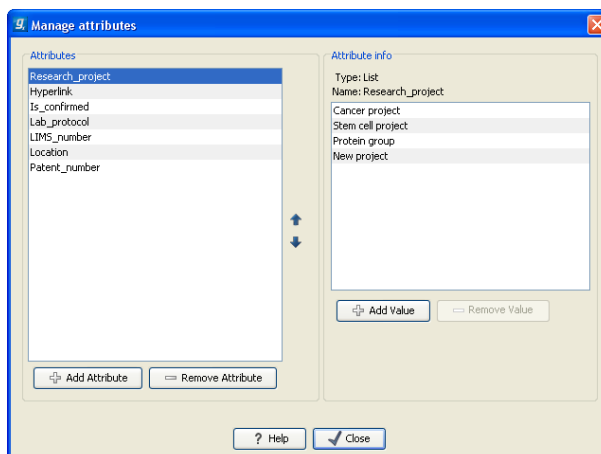 Manage attributes
Attributes
Research_project
Hyperlink
Is_confirmed
Lab_protocol
LIMS_number
Location
Patent_number
Add Attribute
Remove Attribute
Attribute info
Type: List
Name: Research_project
Cancer project
Stem cell project
Protein group
New project
Add Value
Remove Value
? Help
Close